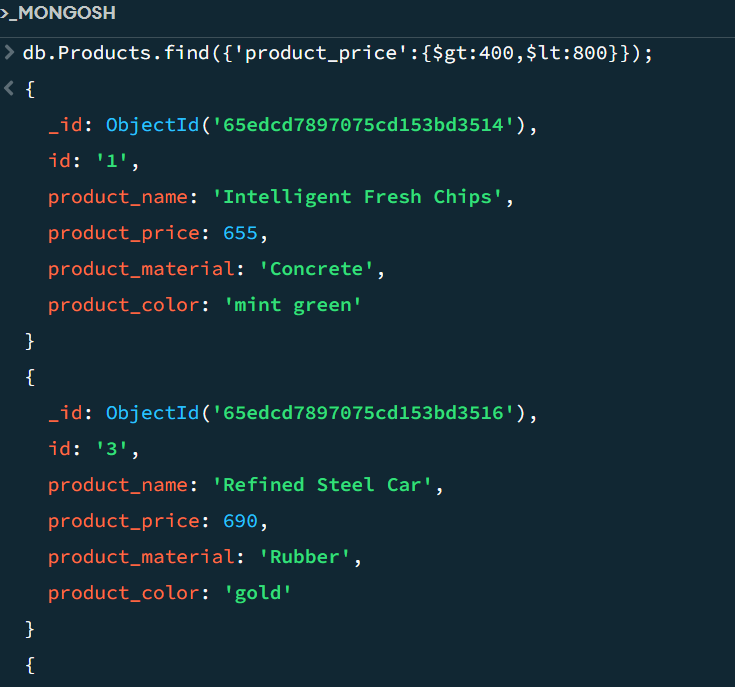 >_MONGOSH
> db.Products.find({'product_price':{$gt:400,$lt:800}});
< {
_id: ObjectId('65edcd7897075cd153bd3514'),
id: '1',
product_name: 'Intelligent Fresh Chips',
product_price: 655,
product_material: 'Concrete',
product_color: 'mint green'
}
{
_id: ObjectId('65edcd7897075cd153bd3516'),
id: '3',
product_name: 'Refined Steel Car',
product_price: 690,
product_material: 'Rubber',
product_color: 'gold'
}
{